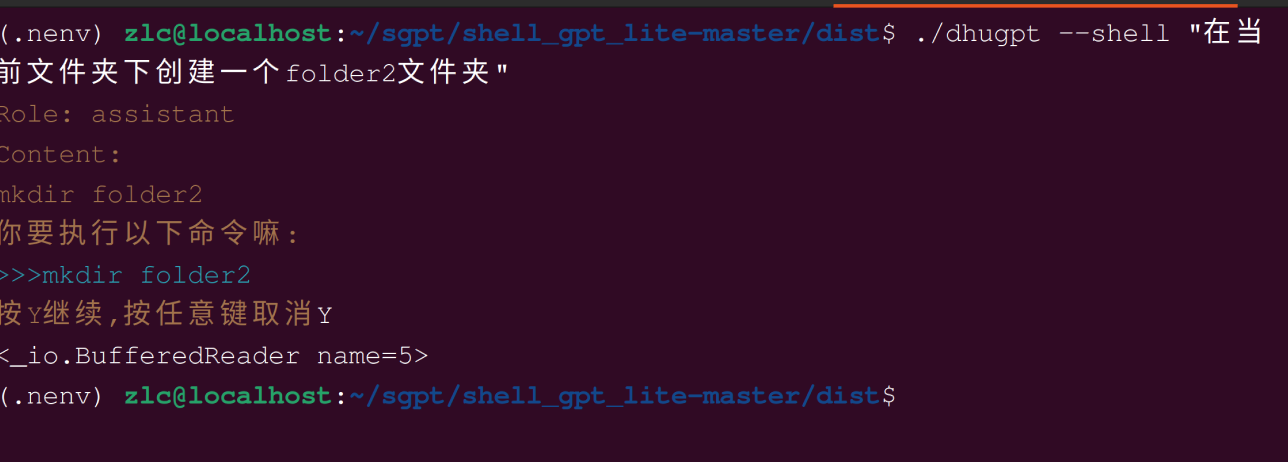 (.nenv) zlc@localhost:~/sgpt/shell_gpt_lite-master/dist$ ./dhugpt --shell "在当
前文件夹下创建一个folder2文件夹"
Role: assistant
Content:
mkdir folder2
你要执行以下命令嘛:
>>>mkdir folder2
按Y继续,按任意键取消Y
<_io.BufferedReader name=5>
(.nenv) zlc@localhost:~/sgpt/shell_gpt_lite-master/dist$